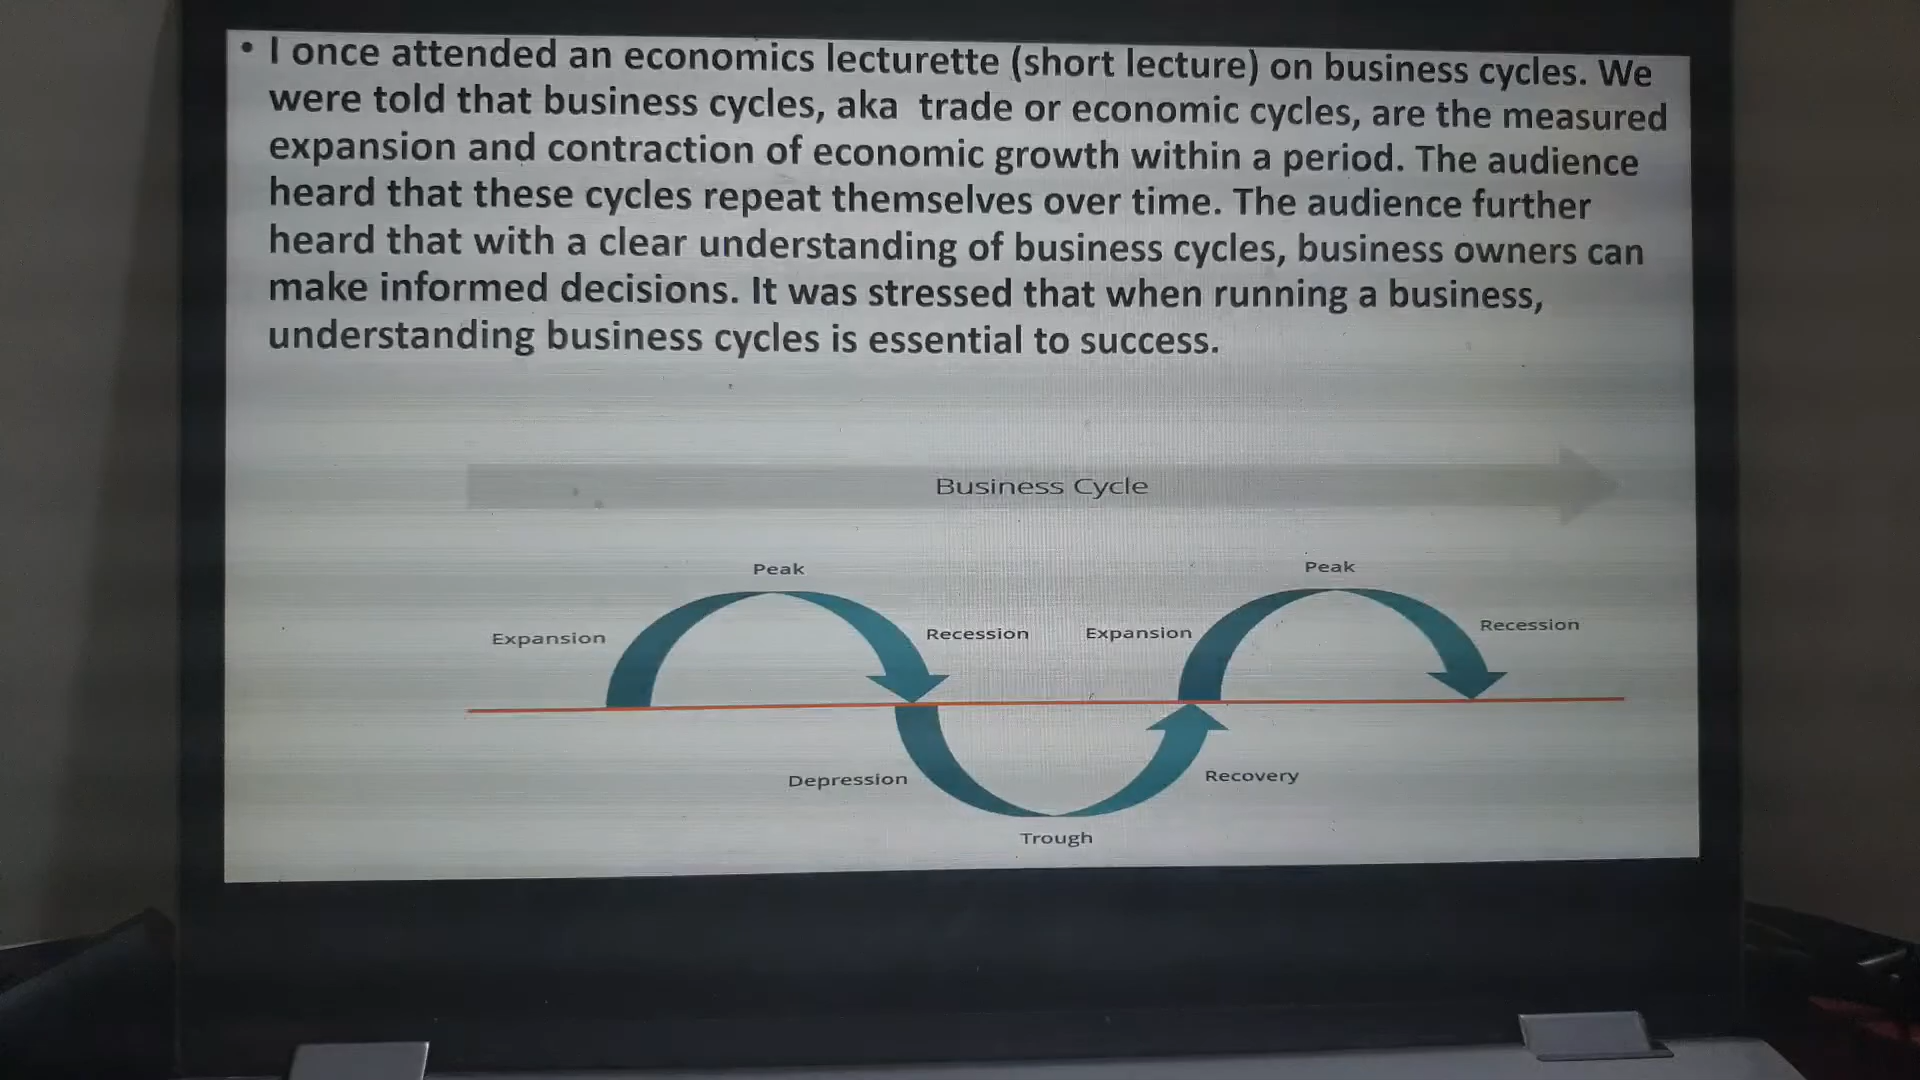 • I once attended an economics lecturette (short lecture) on business cycles. We
were told that business cycles, aka trade or economic cycles, are the measured
expansion and contraction of economic growth within a period. The audience
heard that these cycles repeat themselves over time. The audience further
heard that with a clear understanding of business cycles, business owners can
make informed decisions. It was stressed that when running a business,
understanding business cycles is essential to success.
Business Cycle
Peak
Peak
Expansion
Recession
Expansion
Recession
Depression
Recovery
Trough